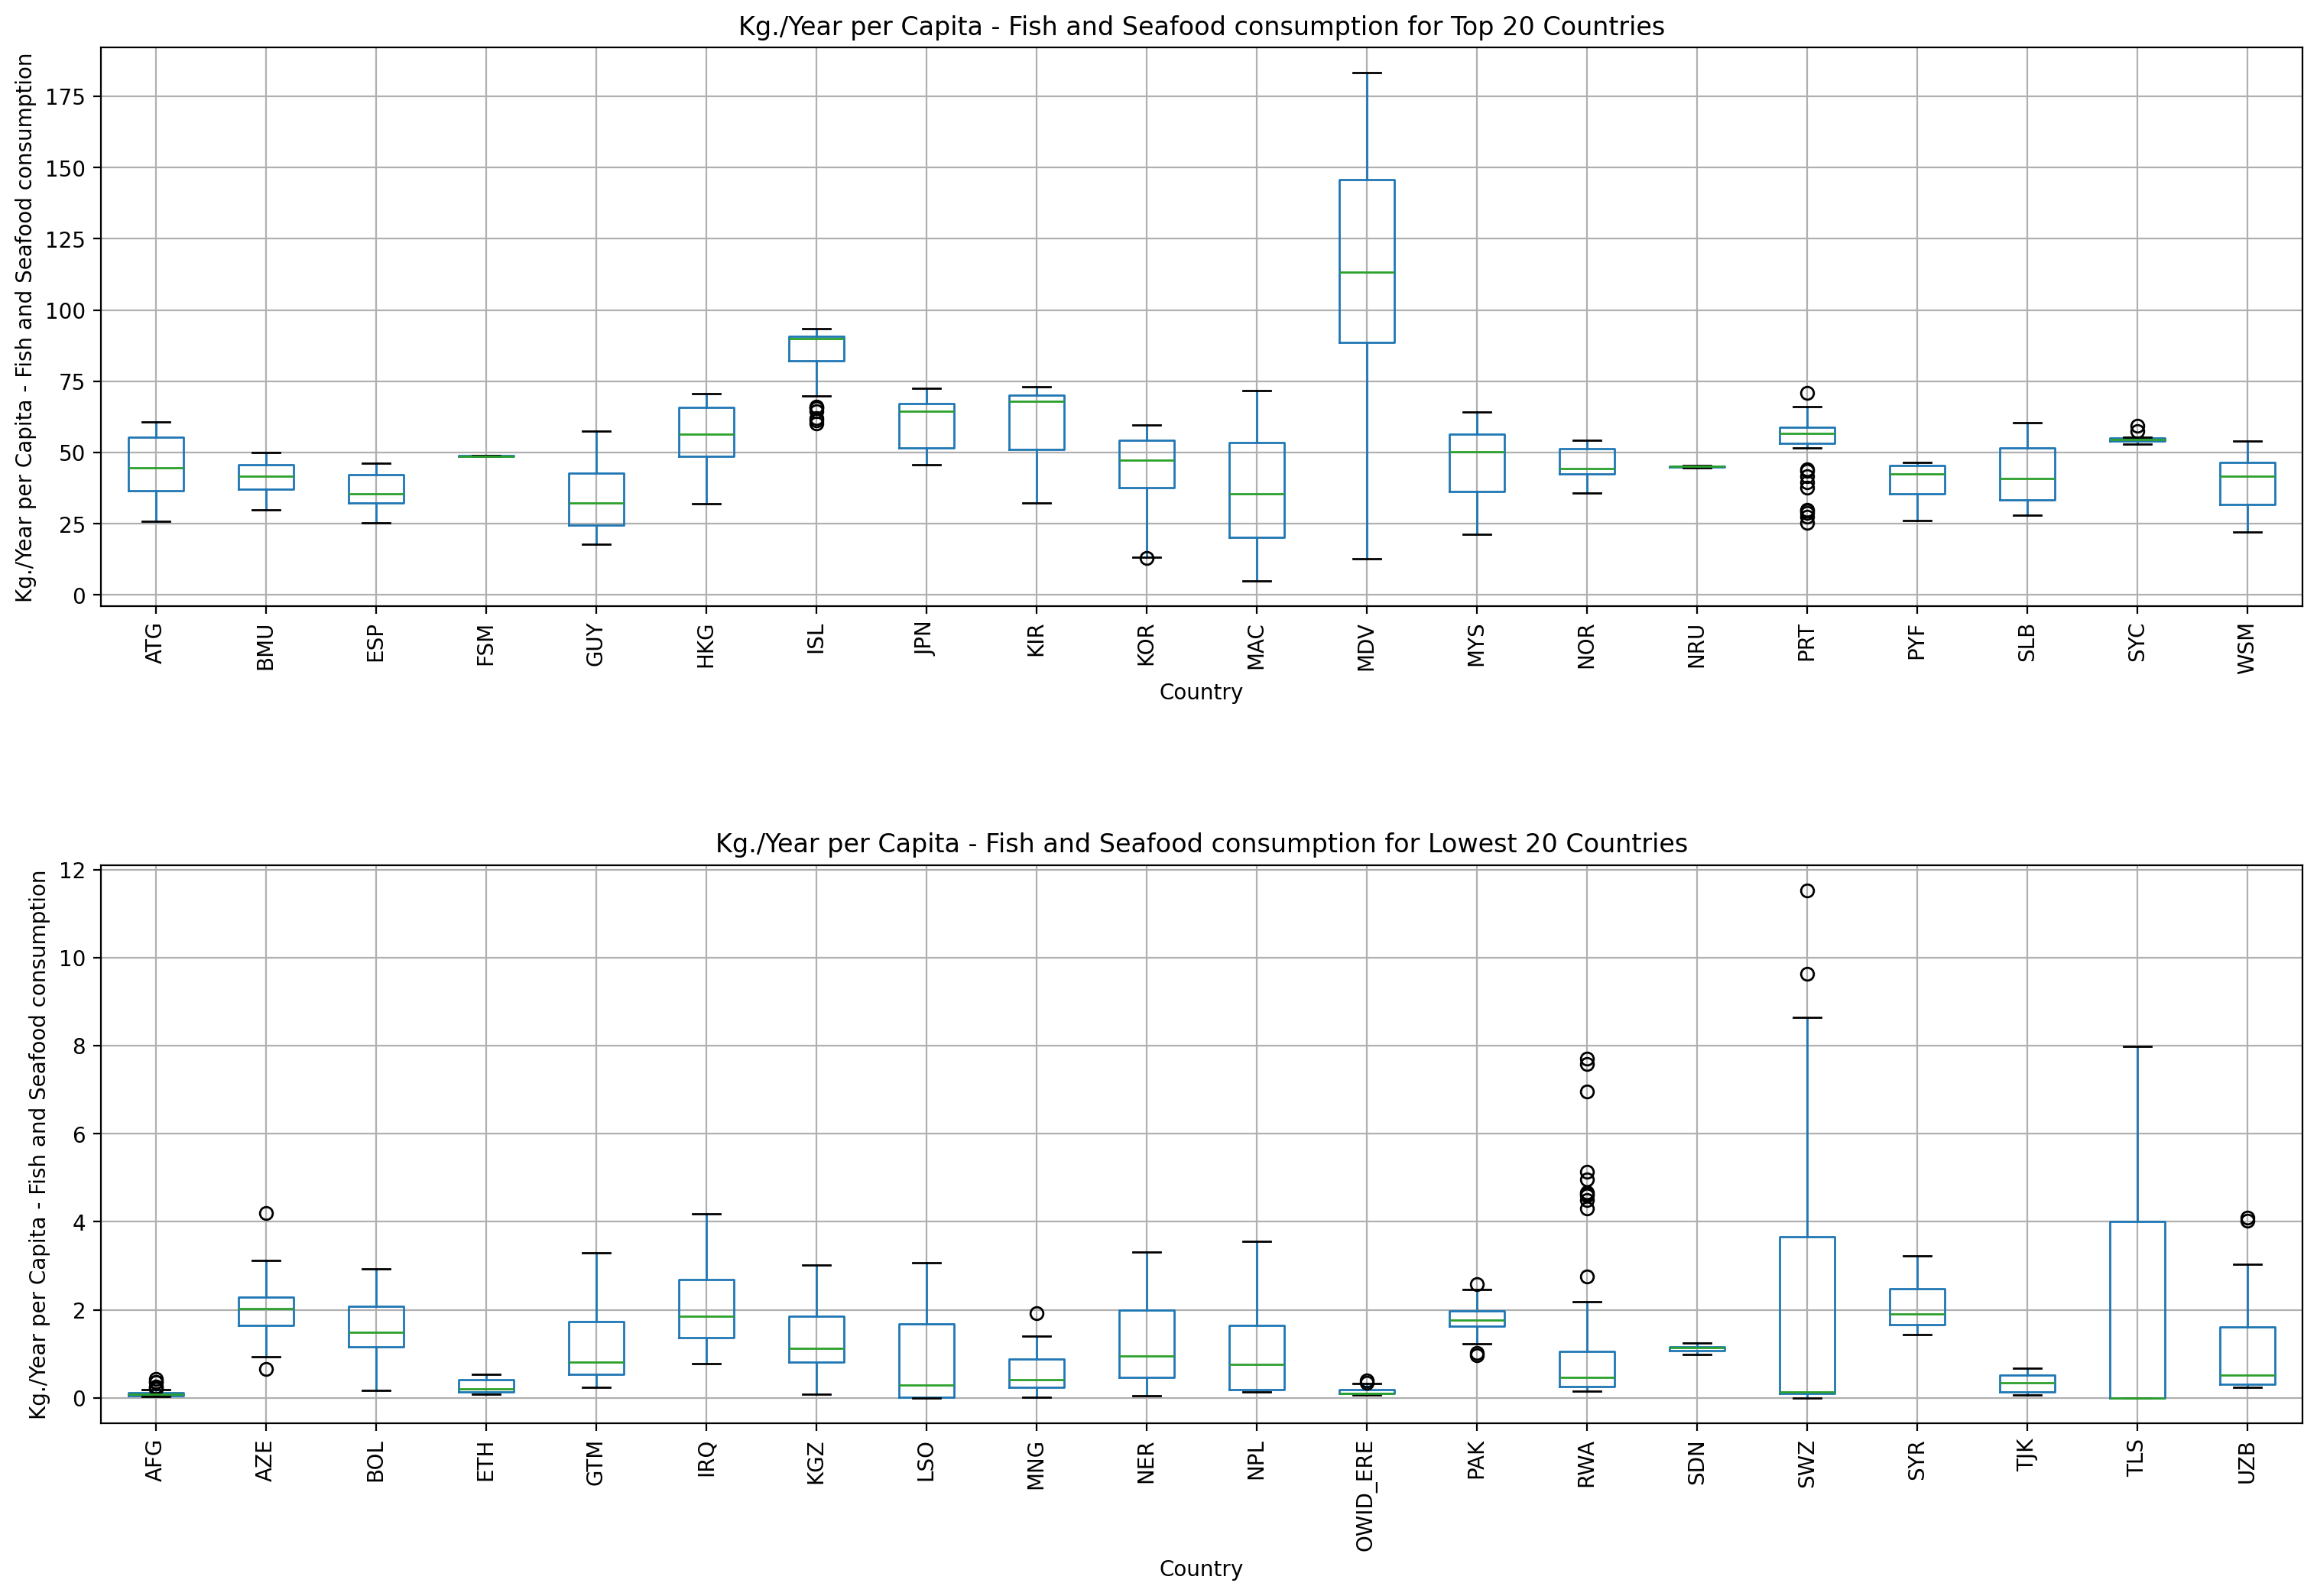 Kg./Year per Capita - Fish and Seafood consumption for Top 20 Countries
Kg./Year per Capita - Fish and Seafood consumption
175
150
125
100
75
50
25
0
ATG
BMU
ESP
FSM
GUY
HKG
ISL
JPN
KIR
KOR
MAC
MDV
MYS
NOR
NRU
PRT
PYF
SLB
SYC
WSM
Country
Kg./Year per Capita - Fish and Seafood consumption for Lowest 20 Countries
Kg./Year per Capita - Fish and Seafood consumption
12
10
8
6
4
2
0
AFG
AZE
BOL
ETH
GTM
IRQ
KGZ
LSO
MNG
NER
NPL
OWID_ERE
PAK
RWA
SDN
SWZ
SYR
TJK
TLS
UZB
Country